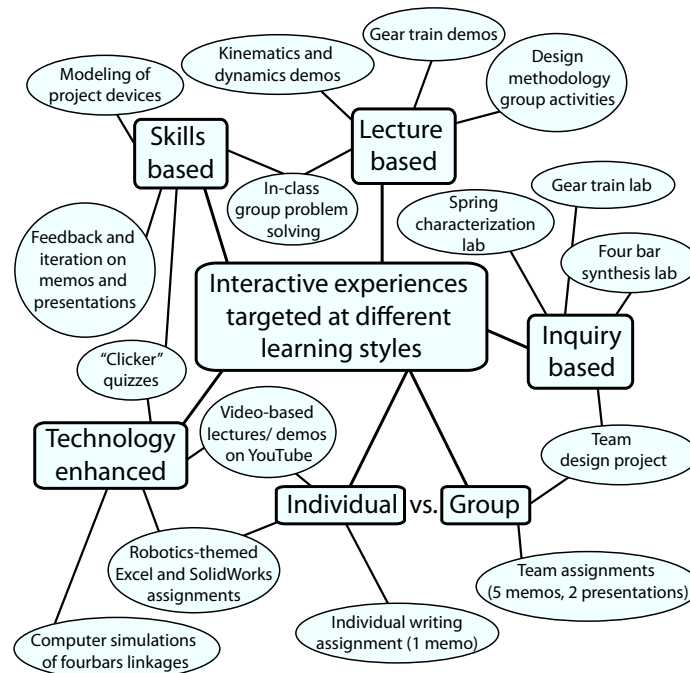 Gear train demos
Kinematics and
dynamics demos
Design
methodology
group activities
Modeling of
project devices
Skills
based
Lecture
based
In-class
group problem
solving
Gear train lab
Spring
characterization
lab
Four bar
synthesis lab
Feedback and
iteration on
memos and
presentations
Interactive experiences
targeted at different
learning styles
Inquiry
based
“Clicker”
quizzes
Video-based
lectures/ demos
on YouTube
Technology
enhanced
Team
design project
Individual vs. Group
Robotics-themed
Excel and SolidWorks
assignments
Team assignments
(5 memos, 2 presentations)
Individual writing
assignment (1 memo)
Computer simulations
of fourbars linkages